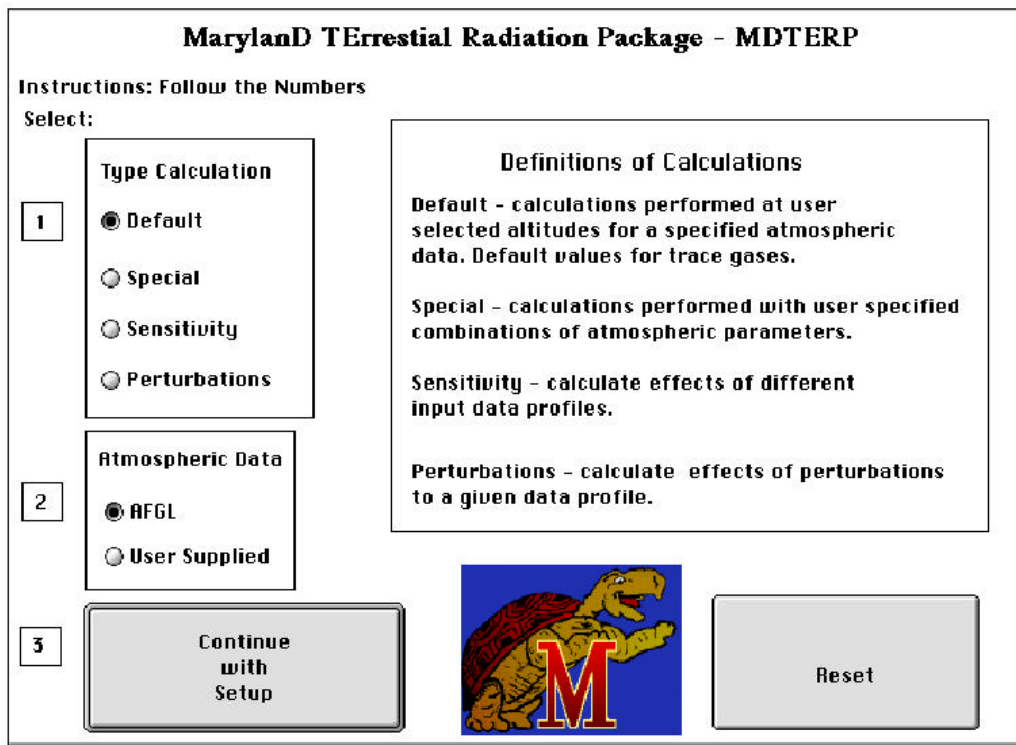 MarylanD TErrestial Radiation Package - MDTERP
Instructions: Follow the Numbers
Select:
1
Type Calculation
Default
Special
Sensitivity
Perturbations
2
Atmospheric Data
AFGL
User Supplied
3
Continue
with
Setup
Definitions of Calculations
Default - calculations performed at user
selected altitudes for a specified atmospheric
data. Default values for trace gases.
Special - calculations performed with user specified
combinations of atmospheric parameters.
Sensitivity - calculate effects of different
input data profiles.
Perturbations - calculate effects of perturbations
to a given data profile.
M
Reset